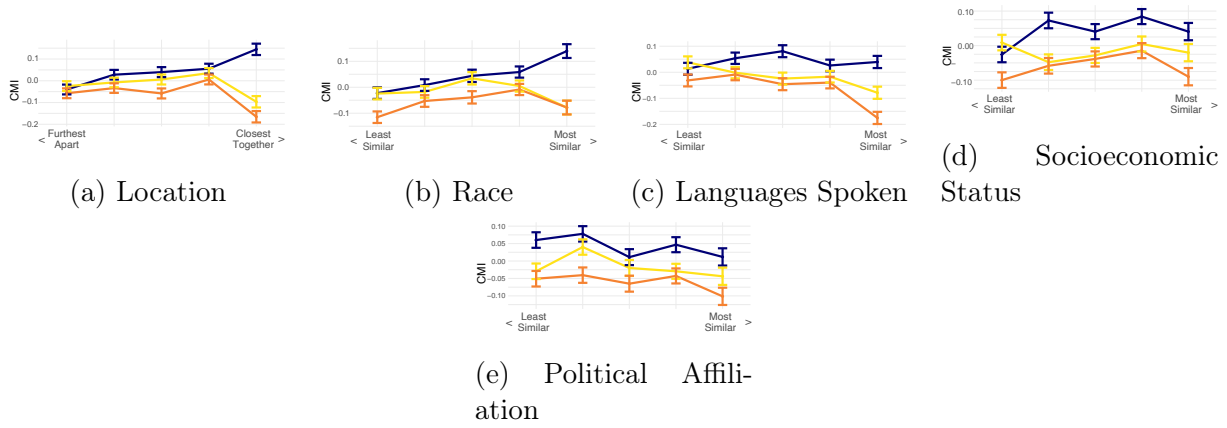 CMI
0.1
0.0
−0.1
−0.2
< Furthest Apart
Closest Together >
(a) Location
CMI
0.1
0.0
−0.1
< Least Similar
Most Similar >
(b) Race
CMI
0.1
0.0
−0.1
−0.2
< Least Similar
Most Similar >
(c) Languages Spoken
CMI
0.10
0.00
−0.10
< Least Similar
Most Similar >
(d) Socioeconomic
Status
CMI
0.10
0.05
0.00
−0.05
−0.10
< Least Similar
Most Similar >
(e) Political Affili-
ation